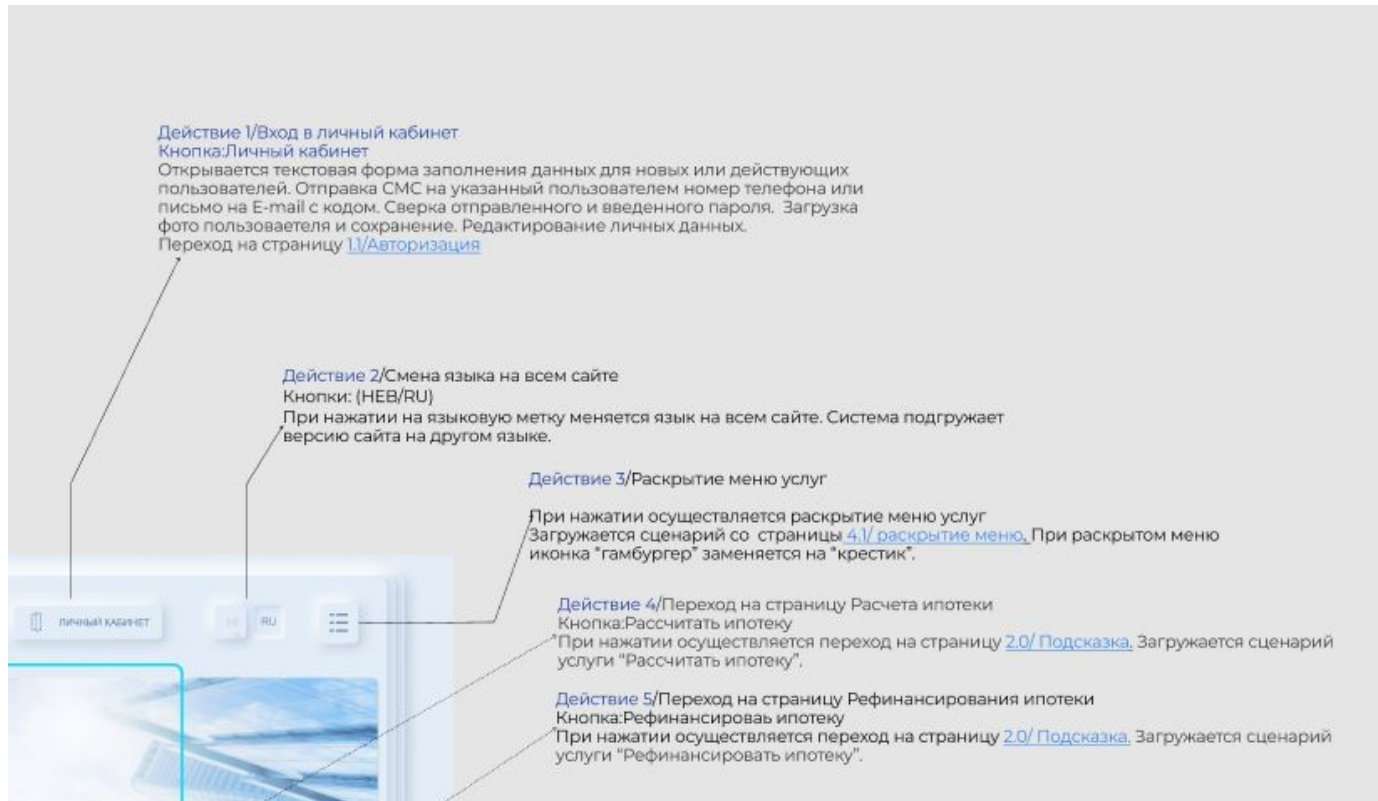 Действие 1/Вход в личный кабинет
Кнопка:Личный кабинет
Открывается текстовая форма заполнения данных для новых или действующих
пользователей. Отправка СМС на указанный пользователем номер телефона или
письмо на E-mail с кодом. Сверка отправленного и введенного пароля. Загрузка
фото пользоваетеля и сохранение. Редактирование личных данных.
Переход на страницу 1.1/Авторизация
Действие 2/Смена языка на всем сайте
Кнопки: (HEB/RU)
При нажатии на языковую метку меняется язык на всем сайте. Система подгружает
версию сайта на другом языке.
Действие 3/Раскрытие меню услуг
При нажатии осуществляется раскрытие меню услуг
Загружается сценарий со страницы 4.1/ раскрытие меню. При раскрытом меню
иконка “гамбургер” заменяется на “крестик”.
Действие 4/Переход на страницу Расчета ипотеки
Кнопка:Рассчитать ипотеку
При нажатии осуществляется переход на страницу 2.0/ Подсказка. Загружается сценарий
услуги “Рассчитать ипотеку”.
Действие 5/Переход на страницу Рефинансирования ипотеки
Кнопка:Рефинансироваь ипотеку
При нажатии осуществляется переход на страницу 2.0/ Подсказка. Загружается сценарий
услуги “Рефинансировать ипотеку”.
ЛИЧНЫЙ КАБИНЕТ
RU